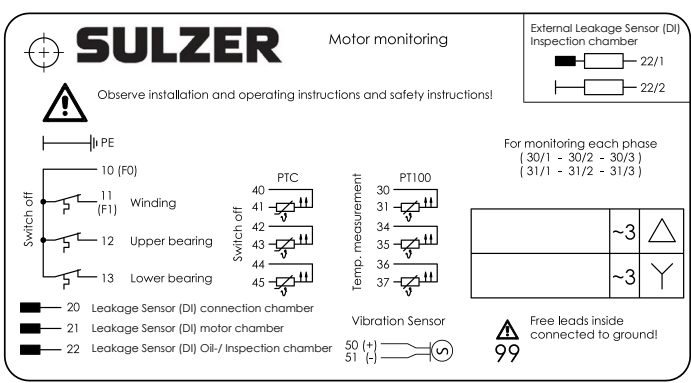 SULZER
Motor monitoring
External Leakage Sensor (DI)
Inspection chamber
22/1
22/2
Observe installation and operating instructions and safety instructions!
PE
10 (F0)
Switch off
11
(F1)
Winding
12 Upper bearing
13 Lower bearing
PTC
Switch off
40
41
42
43
44
45
PT100
Temp. measurement
30
31
34
35
36
37
For monitoring each phase
( 30/1 - 30/2 - 30/3 )
( 31/1 - 31/2 - 31/3 )
~3
~3
20 Leakage Sensor (DI) connection chamber
21 Leakage Sensor (DI) motor chamber
22 Leakage Sensor (DI) Oil-/ Inspection chamber
Vibration Sensor
50 (+)
51 (-)
S
99
Free leads inside
connected to ground!